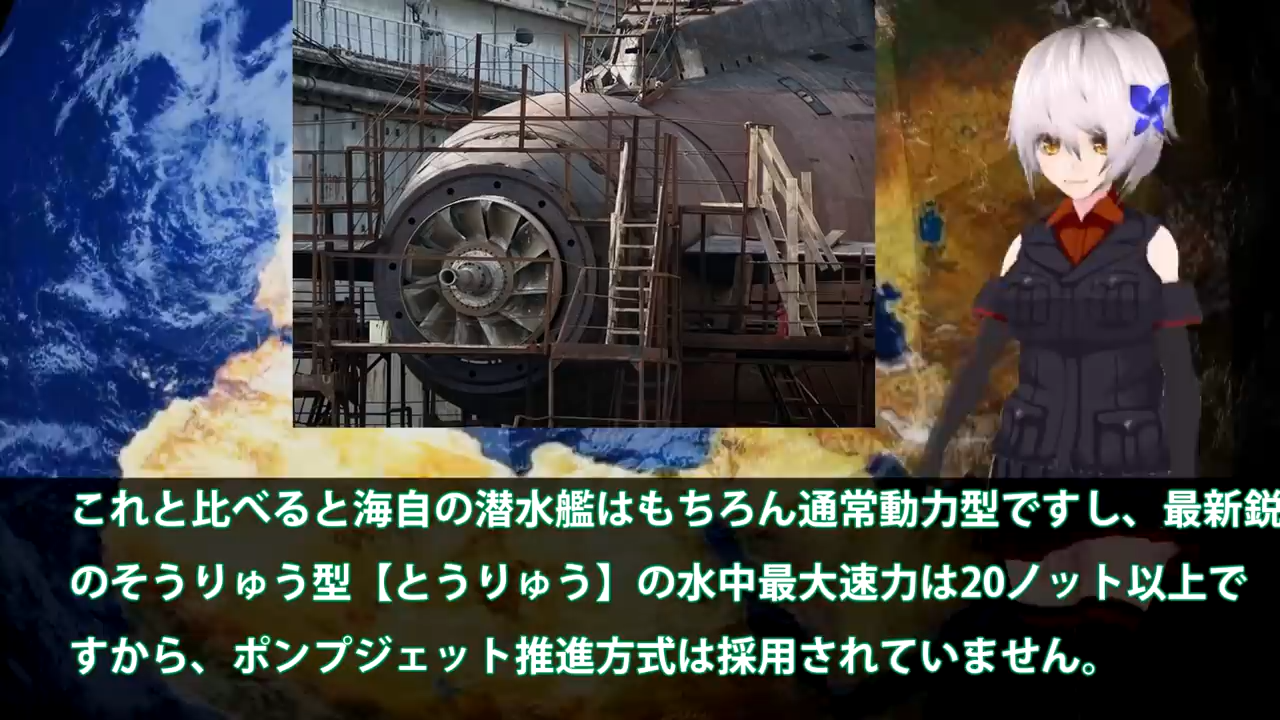 これと比べると海自の潜水艦はもちろん通常動力型ですし、最新鋭
のそうりゅう型【とうりゅう】の水中最大速力は20ノット以上で
すから、ポンプジェット推進方式は採用されていません。